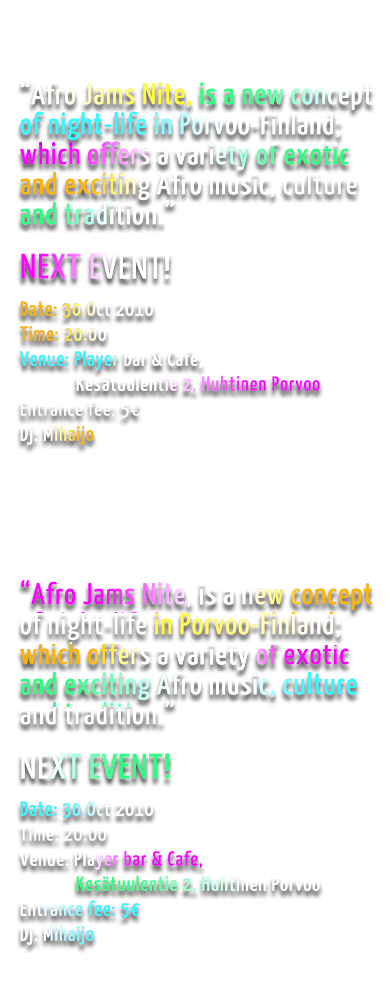 “Afro Jams Nite, is a new concept
of night-life in Porvoo-Finland;
which offers a variety of exotic
and exciting Afro music, culture
and tradition.”
NEXT EVENT!
Date: 30.Oct 2010
Time: 20:00
Venue: Player bar & Cafe,
Kesätuulentie 2, Huhtinen Porvoo
Entrance fee: 5€
Dj: Mihaijo
“Afro Jams Nite, is a new concept
of night-life in Porvoo-Finland;
which offers a variety of exotic
and exciting Afro music, culture
and tradition.”
NEXT EVENT!
Date: 30.Oct 2010
Time: 20:00
Venue: Player bar & Cafe,
Kesätuulentie 2, Huhtinen Porvoo
Entrance fee: 5€
Dj: Mihaijo